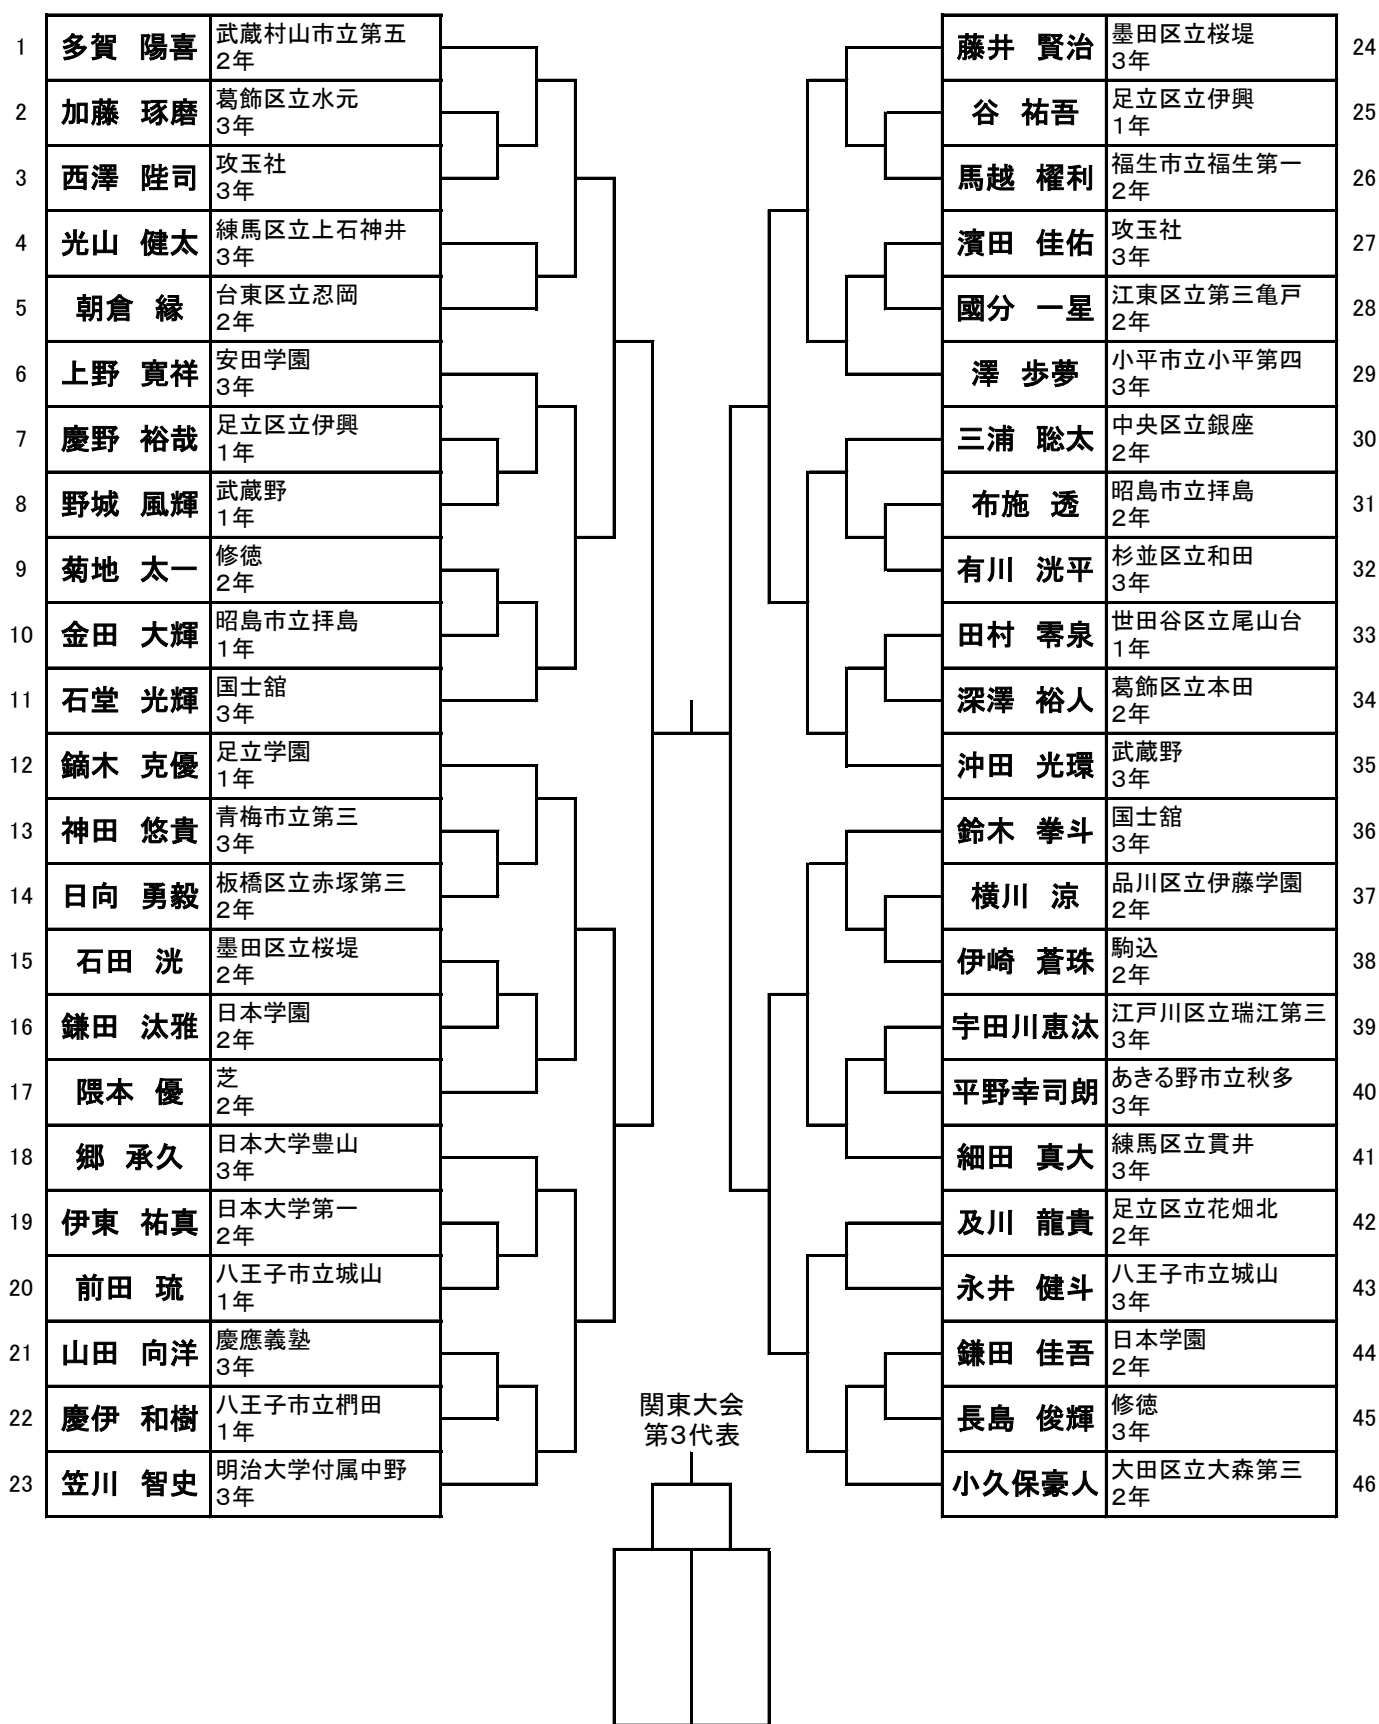 1 多賀 陽喜 武蔵村山市立第五
2年
2 加藤 琢磨 葛飾区立水元
3年
3 西澤 陛司 攻玉社
3年
4 光山 健太 練馬区立上石神井
3年
5 朝倉 縁 台東区立忍岡
2年
6 上野 寛祥 安田学園
3年
7 慶野 裕哉 足立区立伊興
1年
8 野城 風輝 武蔵野
1年
9 菊地 太一 修徳
2年
10 金田 大輝 昭島市立拝島
1年
11 石堂 光輝 国士舘
3年
12 鏑木 克優 足立学園
1年
13 神田 悠貴 青梅市立第三
3年
14 日向 勇毅 板橋区立赤塚第三
2年
15 石田 洸 墨田区立桜堤
2年
16 鎌田 汰雅 日本学園
2年
17 隈本 優 芝
2年
18 郷 承久 日本大学豊山
3年
19 伊東 祐真 日本大学第一
2年
20 前田 琉 八王子市立城山
1年
21 山田 向洋 慶應義塾
3年
22 慶伊 和樹 八王子市立椚田
1年
23 笠川 智史 明治大学付属中野
3年
藤井 賢治 墨田区立桜堤 24
3年
谷 祐吾 足立区立伊興 25
1年
馬越 櫂利 福生市立福生第一 26
2年
濱田 佳佑 攻玉社 27
3年
國分 一星 江東区立第三亀戸 28
2年
澤 歩夢 小平市立小平第四 29
3年
三浦 聡太 中央区立銀座 30
2年
布施 透 昭島市立拝島 31
2年
有川 洸平 杉並区立和田 32
3年
田村 零泉 世田谷区立尾山台 33
1年
深澤 裕人 葛飾区立本田 34
2年
沖田 光環 武蔵野 35
3年
鈴木 拳斗 国士舘 36
3年
横川 涼 品川区立伊藤学園 37
2年
伊崎 蒼珠 駒込 38
2年
宇田川恵汰 江戸川区立瑞江第三 39
3年
平野幸司朗 あきる野市立秋多 40
3年
細田 真大 練馬区立貫井 41
3年
及川 龍貴 足立区立花畑北 42
2年
永井 健斗 八王子市立城山 43
3年
鎌田 佳吾 日本学園 44
2年
長島 俊輝 修徳 45
3年
小久保豪人 大田区立大森第三 46
2年
関東大会
第3代表